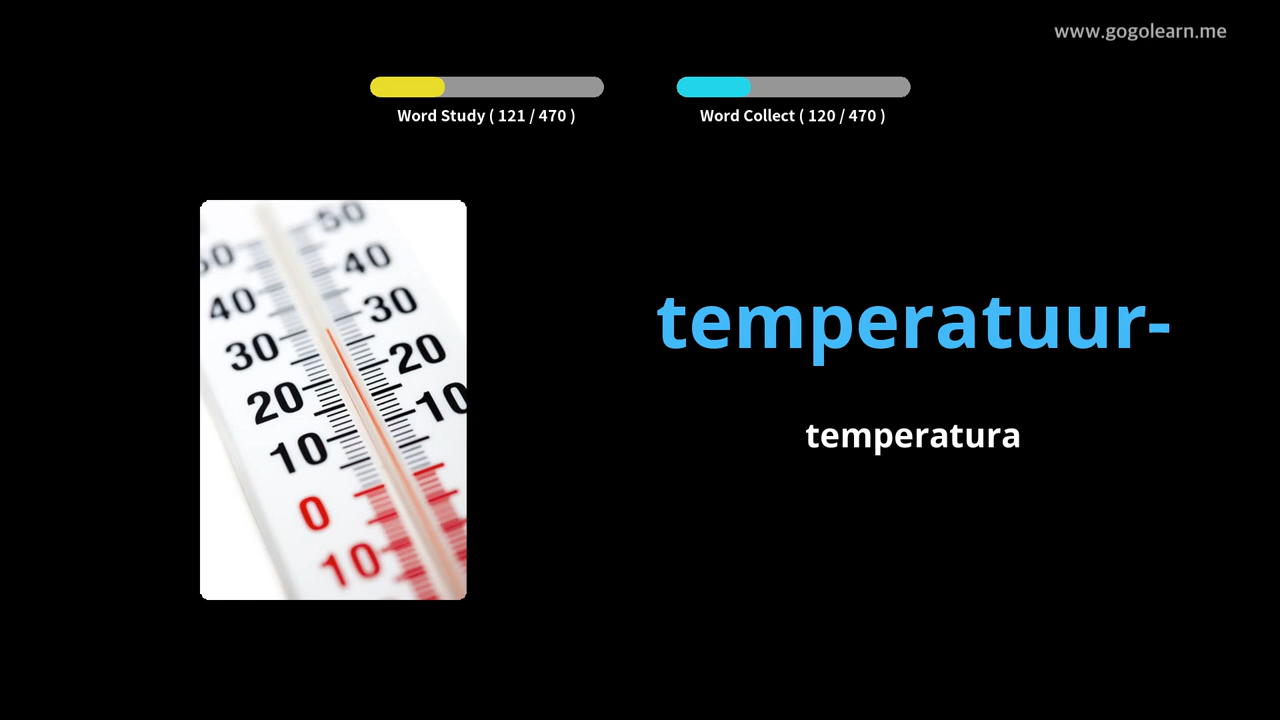 www.gogolearn.me
Word Study ( 121 / 470 )
Word Collect ( 120 / 470 )
50
50
40
40
30
30
20
20
10
10
0
10
temperatuur-
temperatura